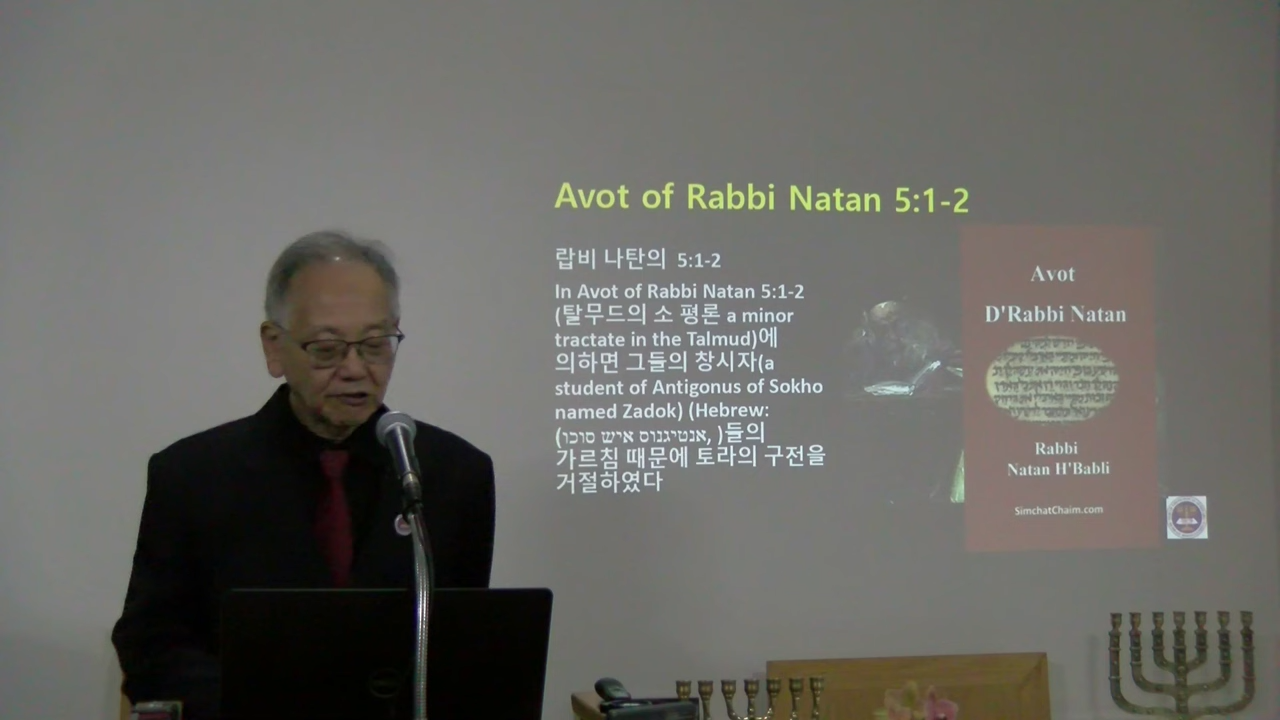 Avot of Rabbi Natan 5:1-2
랍비 나탄의 5:1-2
In Avot of Rabbi Natan 5:1-2
(탈무드의 소 평론 a minor
tractate in the Talmud)에
의하면 그들의 창시자(a
student of Antigonus of Sokho
named Zadok) (Hebrew:
(אנטיגנוס איש סוכו, )들의
가르침 때문에 토라의 구전을
거절하였다
Avot
D'Rabbi Natan
Rabbi
Natan H'Babli
SimchatChaim.com